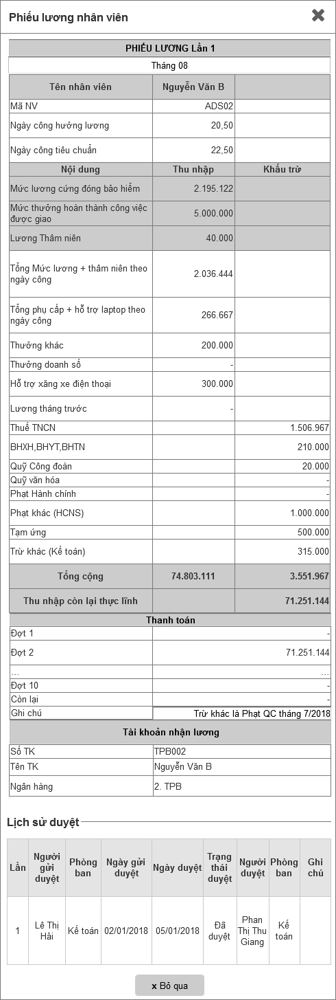 Phiếu lương nhân viên
PHIẾU LƯƠNG Lần 1
Tháng 08
Tên nhân viên Nguyễn Văn B
Mã NV ADS02
Ngày công hưởng lương 20,50
Ngày công tiêu chuẩn 22,50
Nội dung Thu nhập Khấu trừ
Mức lương cứng đóng bảo hiểm 2.195.122
Mức thưởng hoàn thành công việc
được giao 5.000.000
Lương Thâm niên 40.000
Tổng Mức lương + thâm niên theo
ngày công 2.036.444
Tổng phụ cấp + hỗ trợ laptop theo
ngày công 266.667
Thưởng khác 200.000
Thưởng doanh số -
Hỗ trợ xăng xe điện thoại 300.000
Lương tháng trước -
Thuế TNCN 1.506.967
BHXH,BHYT,BHTN 210.000
Quỹ Công đoàn 20.000
Quỹ văn hóa -
Phạt Hành chính -
Phạt khác (HCNS) 1.000.000
Tạm ứng 500.000
Trừ khác (Kế toán) 315.000
Tổng cộng 74.803.111 3.551.967
Thu nhập còn lại thực lĩnh 71.251.144
Thanh toán
Đợt 1 -
Đợt 2 71.251.144
... ...
Đợt 10 -
Còn lại -
Ghi chú Trừ khác là Phạt QC tháng 7/2018
Tài khoản nhận lương
Số TK TPB002
Tên TK Nguyễn Văn B
Ngân hàng 2. TPB
Lịch sử duyệt
Lần Người gửi duyệt Phòng ban Ngày gửi duyệt Ngày duyệt Trạng thái duyệt Người duyệt Phòng ban Ghi chú
1 Lê Thị Hải Kế toán 02/01/2018 05/01/2018 Đã duyệt Phan Thị Thu Giang Kế toán
x Bỏ qua